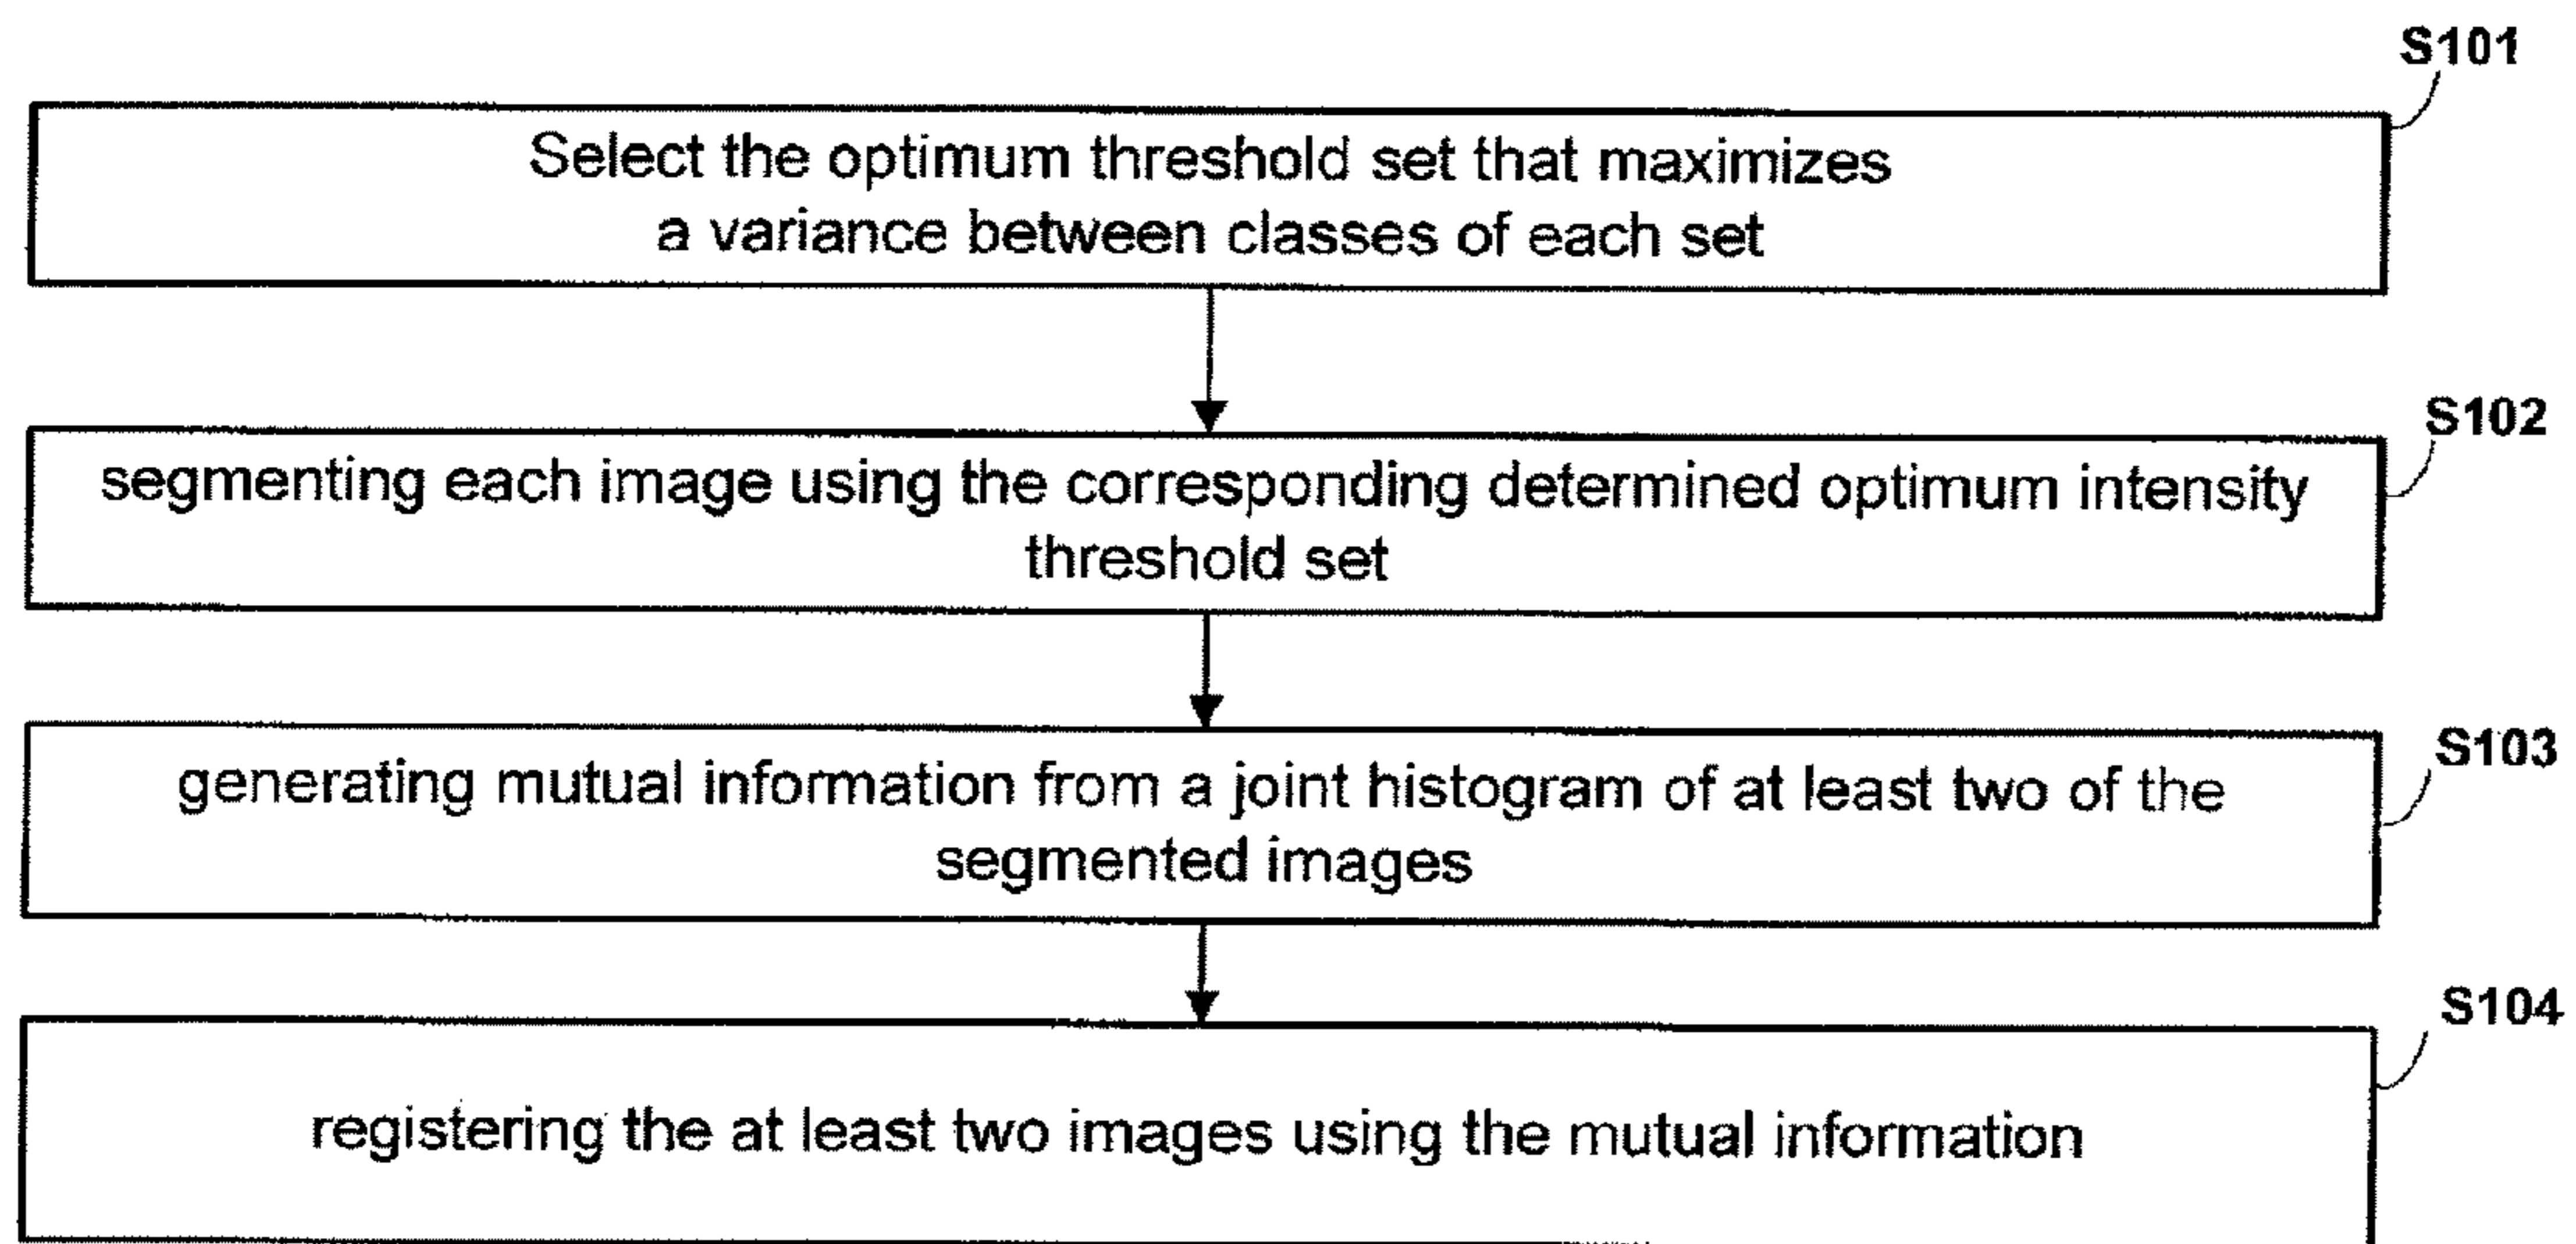 S101
Select the optimum threshold set that maximizes
a variance between classes of each set
S102
segmenting each image using the corresponding determined optimum intensity
threshold set
S103
generating mutual information from a joint histogram of at least two of the
segmented images
S104
registering the at least two images using the mutual information